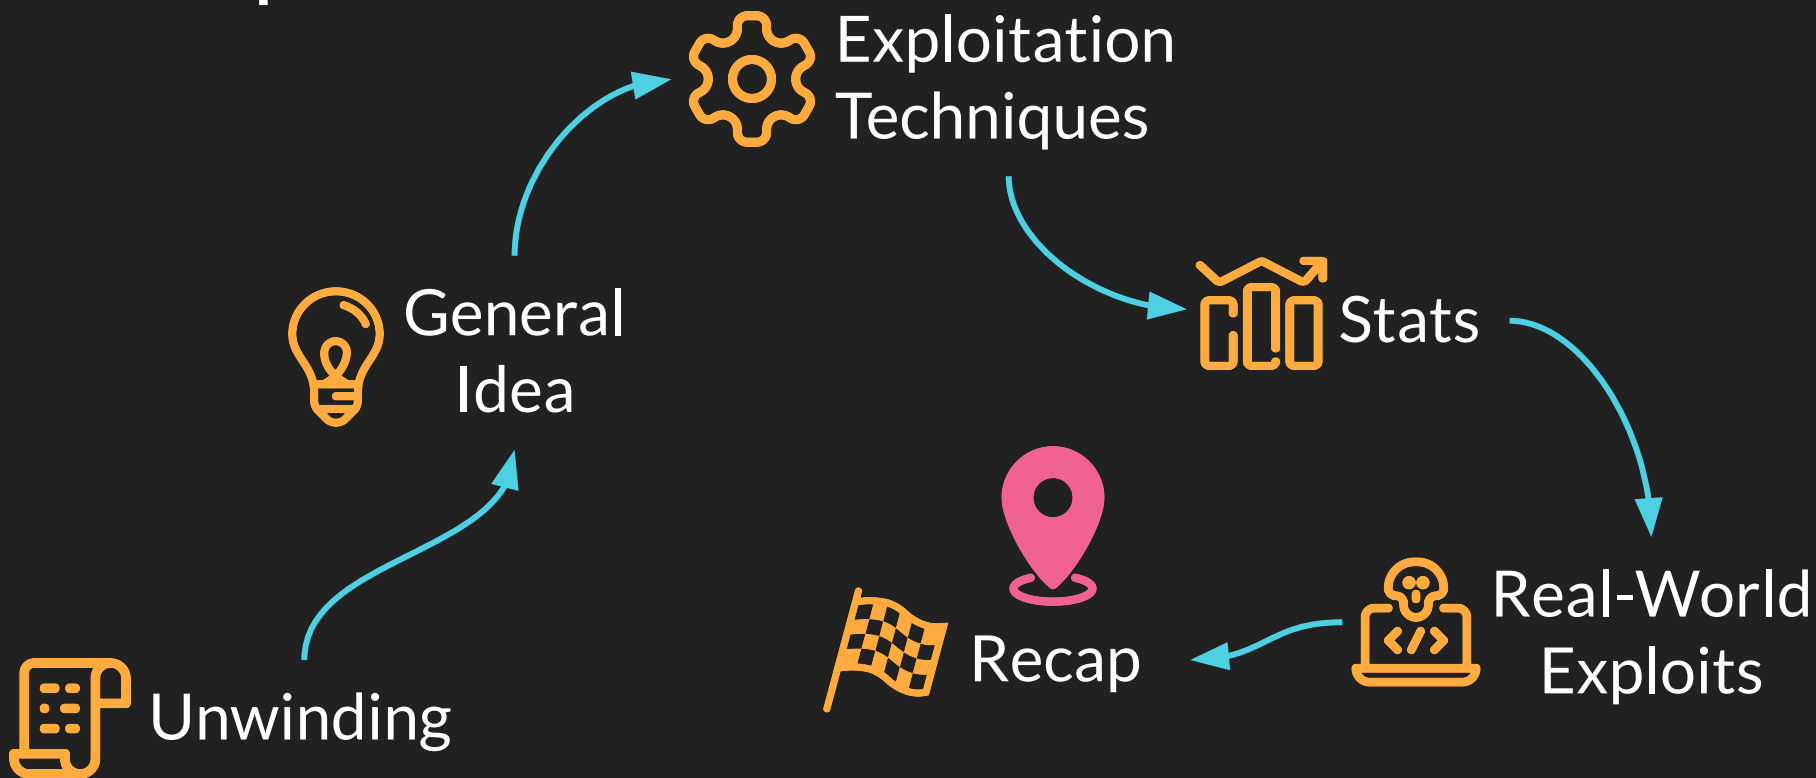 Unwinding
General
Idea
Exploitation
Techniques
Stats
Real-World
Exploits
Recap